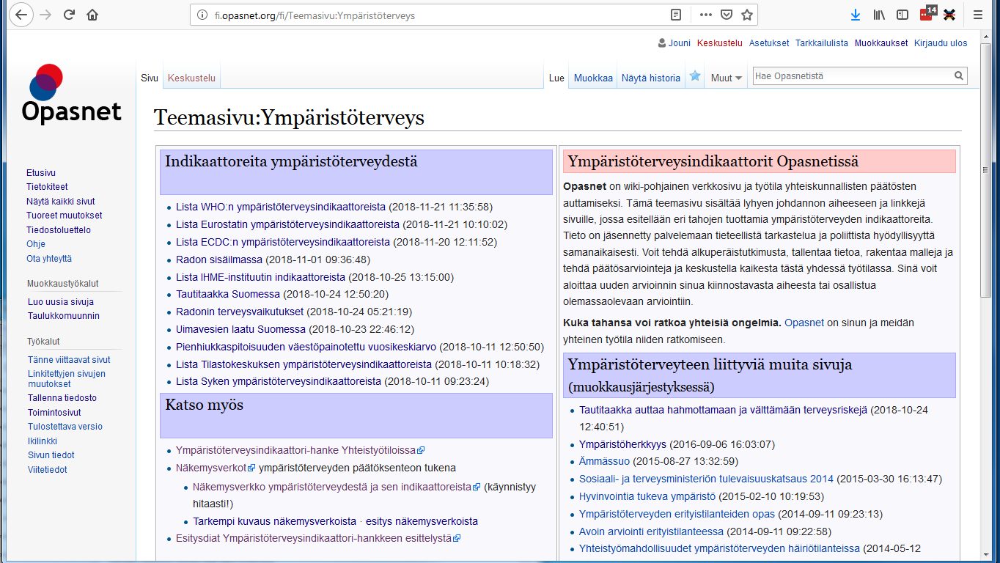 fi.opasnet.org/fi/Teemasivu:Ympäristöterveys
14
Jouni Keskustelu Asetukset Tarkkailulista Muokkaukset Kirjaudu ulos
Opasnet
Sivu Keskustelu Lue Muokkaa Näytä historia Muut Hae Opasnetistä
Teemasivu:Ympäristöterveys
Etusivu
Tietokiteet
Näytä kaikki sivut
Tuoreet muutokset
Tiedostoluettelo
Ohje
Ota yhteyttä
Muokkaustyökalut
Luo uusia sivuja
Taulukkomuunnin
Työkalut
Tänne viittaavat sivut
Linkitettyjen sivujen
muutokset
Tallenna tiedosto
Toimintosivut
Tulostettava versio
Ikilinkki
Sivun tiedot
Viitetiedot
Indikaattoreita ympäristöterveydestä
Lista WHO:n ympäristöterveysindikaattoreista (2018-11-21 11:35:58)
Lista Eurostatin ympäristöterveysindikaattoreista (2018-11-21 10:10:02)
Lista ECDC:n ympäristöterveysindikaattoreista (2018-11-20 12:11:52)
Radon sisäilmassa (2018-11-01 09:36:48)
Lista IHME-instituutin indikaattoreista (2018-10-25 13:15:00)
Tautitaakka Suomessa (2018-10-24 12:50:20)
Radonin terveysvaikutukset (2018-10-24 05:21:19)
Uimavesien laatu Suomessa (2018-10-23 22:46:12)
Pienhiukkaspitoisuuden väestöpainotettu vuosikeskiarvo (2018-10-11 12:50:50)
Lista Tilastokeskuksen ympäristöterveysindikaattoreista (2018-10-11 10:18:32)
Lista Syken ympäristöterveysindikaattoreista (2018-10-11 09:23:24)
Katso myös
Ympäristöterveysindikaattori-hanke Yhteistyötiloissa
Näkemysverkot ympäristöterveyden päätöksenteon tukena
Näkemysverkko ympäristöterveydestä ja sen indikaattoreista (käynnistyy
hitaasti!)
Tarkempi kuvaus näkemysverkoista · esitys näkemysverkoista
Esitysdiat Ympäristöterveysindikaattori-hankkeen esittelystä
Ympäristöterveysindikaattorit Opasnetissä
Opasnet on wiki-pohjainen verkkosivu ja työtila yhteiskunnallisten päätösten
auttamiseksi. Tämä teemasivu sisältää lyhyen johdannon aiheeseen ja linkkejä
sivuille, jossa esitellään eri tahojen tuottamia ympäristöterveyden indikaattoreita.
Tieto on jäsennetty palvelemaan tieteellistä tarkastelua ja poliittista hyödyllisyyttä
samanaikaisesti. Voit tehdä alkuperäistutkimusta, tallentaa tietoa, rakentaa malleja ja
tehdä päätösarviointeja ja keskustella kaikesta tästä yhdessä työtilassa. Sinä voit
aloittaa uuden arvioinnin sinua kiinnostavasta aiheesta tai osallistua
olemassaolevaan arviointiin.
Kuka tahansa voi ratkoa yhteisiä ongelmia. Opasnet on sinun ja meidän
yhteinen työtila niiden ratkomiseen.
Ympäristöterveyteen liittyviä muita sivuja
(muokkausjärjestyksessä)
Tautitaakka auttaa hahmottamaan ja välttämään terveysriskejä (2018-10-24
12:40:51)
Ympäristöherkkyys (2016-09-06 16:03:07)
Ämmässuo (2015-08-27 13:32:59)
Sosiaali- ja terveysministeriön tulevaisuuskatsaus 2014 (2015-03-30 16:13:47)
Hyvinvointia tukeva ympäristö (2015-02-10 10:19:53)
Ympäristöterveyden erityistilanteiden opas (2014-09-11 09:23:13)
Avoin arviointi erityistilanteessa (2014-09-11 09:22:58)
Yhteistyömahdollisuudet ympäristöterveyden häiriötilanteissa (2014-05-12